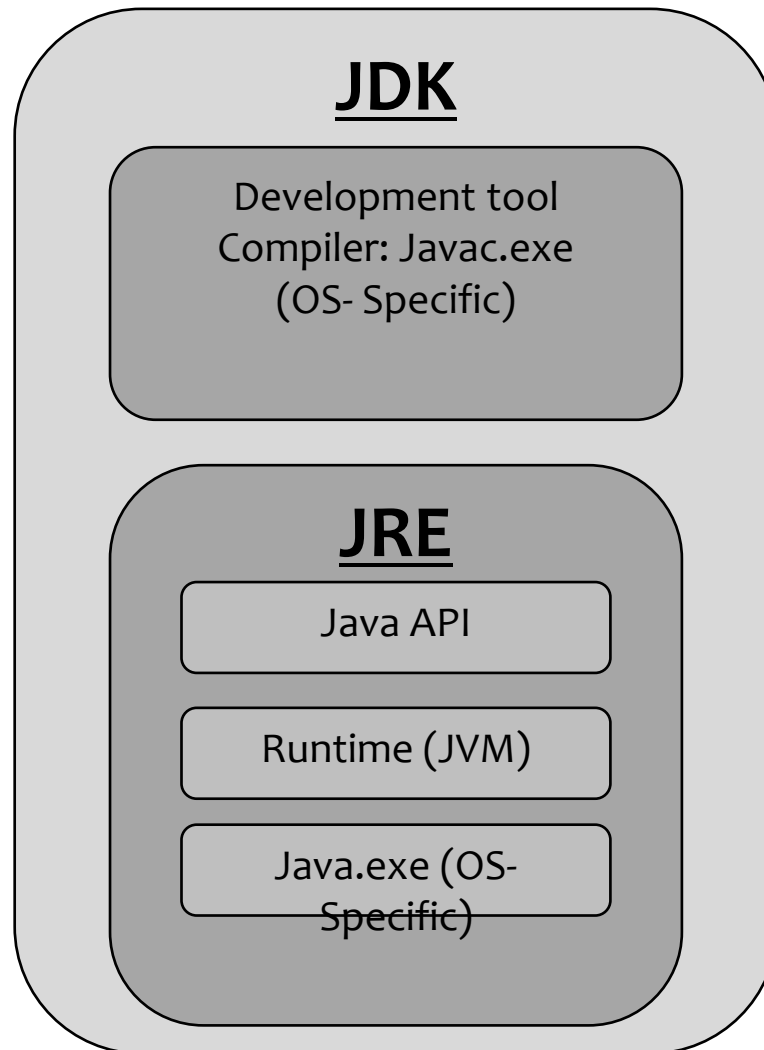 JDK
Development tool
Compiler: Javac.exe
(OS- Specific)
JRE
Java API
Runtime (JVM)
Java.exe (OS-
Specific)